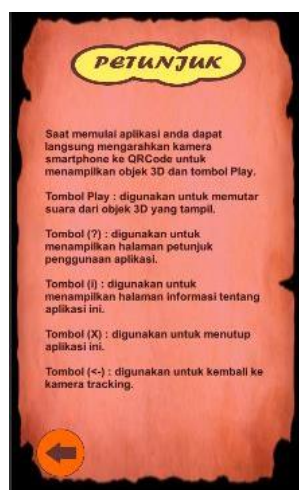 PETUNJUK
Saat memulai aplikasi anda dapat
langsung mengarahkan kamera
smartphone ke QRCode untuk
menampilkan objek 3D dan tombol Play.
Tombol Play : digunakan untuk memutar
suara dari objek 3D yang tampil.
Tombol (?) : digunakan untuk
menampilkan halaman petunjuk
penggunaan aplikasi.
Tombol (i) : digunakan untuk
menampilkan halaman informasi tentang
aplikasi ini.
Tombol (X) : digunakan untuk menutup
aplikasi ini.
Tombol (<-) : digunakan untuk kembali ke
kamera tracking.